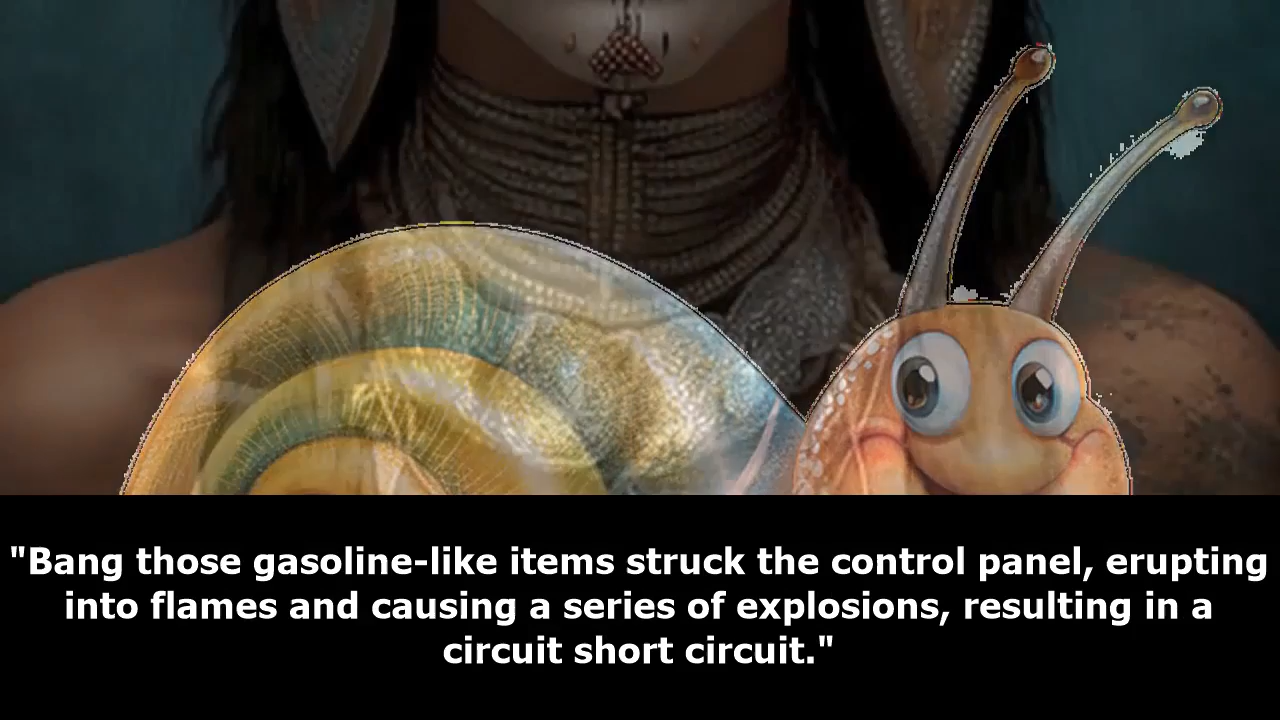 "Bang those gasoline-like items struck the control panel, erupting
into flames and causing a series of explosions, resulting in a
circuit short circuit."